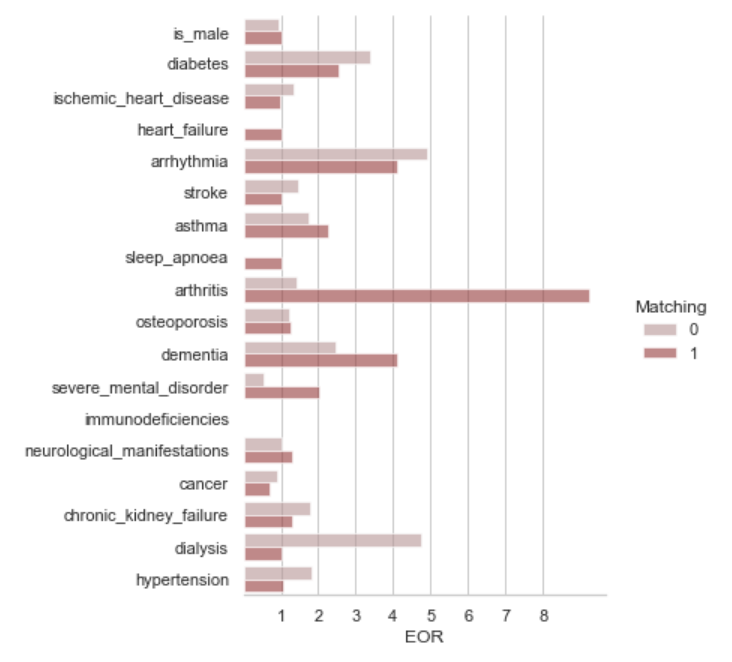 is_male
diabetes
ischemic_heart_disease
heart_failure
arrhythmia
stroke
asthma
sleep_apnoea
arthritis
osteoporosis
dementia
severe_mental_disorder
immunodeficiencies
neurological_manifestations
cancer
chronic_kidney_failure
dialysis
hypertension
1 2 3 4 5 6 7 8
EOR
Matching
0
1